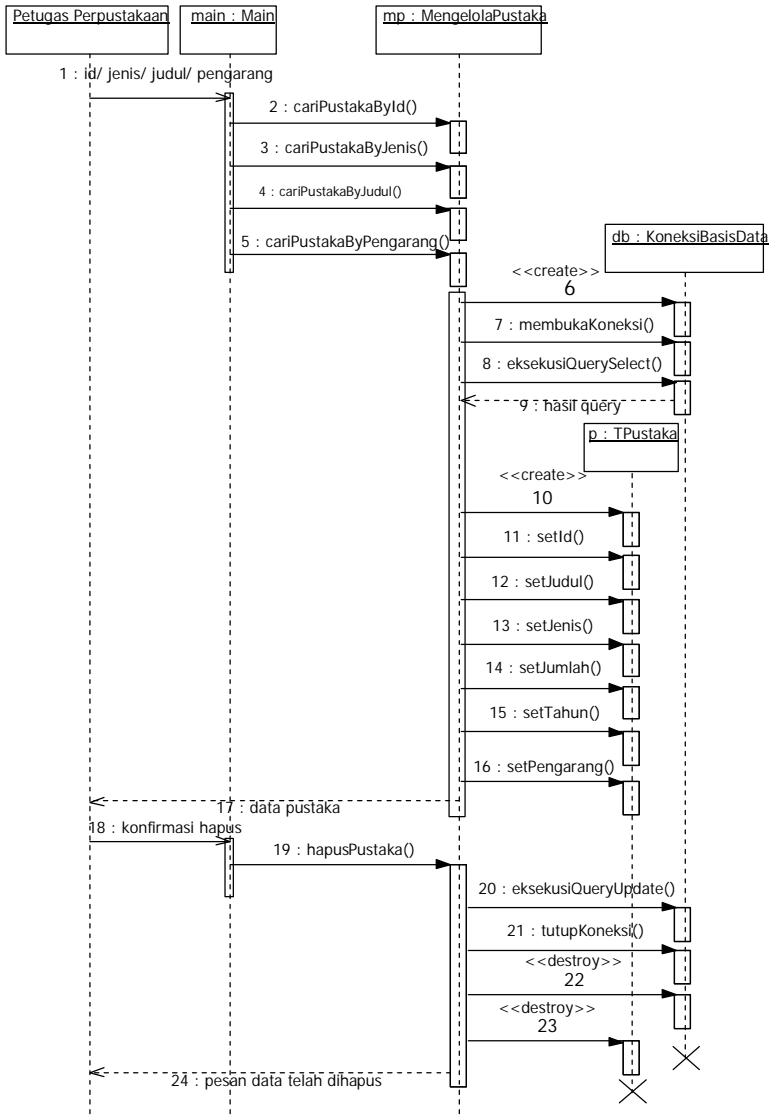 Petugas Perpustakaan
main : Main
mp : MengelolaPustaka
1 : id/ jenis/ judul/ pengarang
2 : cariPustakaById()
3 : cariPustakaByJenis()
4 : cariPustakaByJudul()
5 : cariPustakaByPengarang()
db : KoneksiBasisData
<<create>>
6
7 : membukaKoneksi()
8 : eksekusiQuerySelect()
9 : hasil query
p : TPustaka
<<create>>
10
11 : setId()
12 : setJudul()
13 : setJenis()
14 : setJumlah()
15 : setTahun()
16 : setPengarang()
17 : data pustaka
18 : konfirmasi hapus
19 : hapusPustaka()
20 : eksekusiQueryUpdate()
21 : tutupKoneksi()
<<destroy>>
22
<<destroy>>
23
24 : pesan data telah dihapus